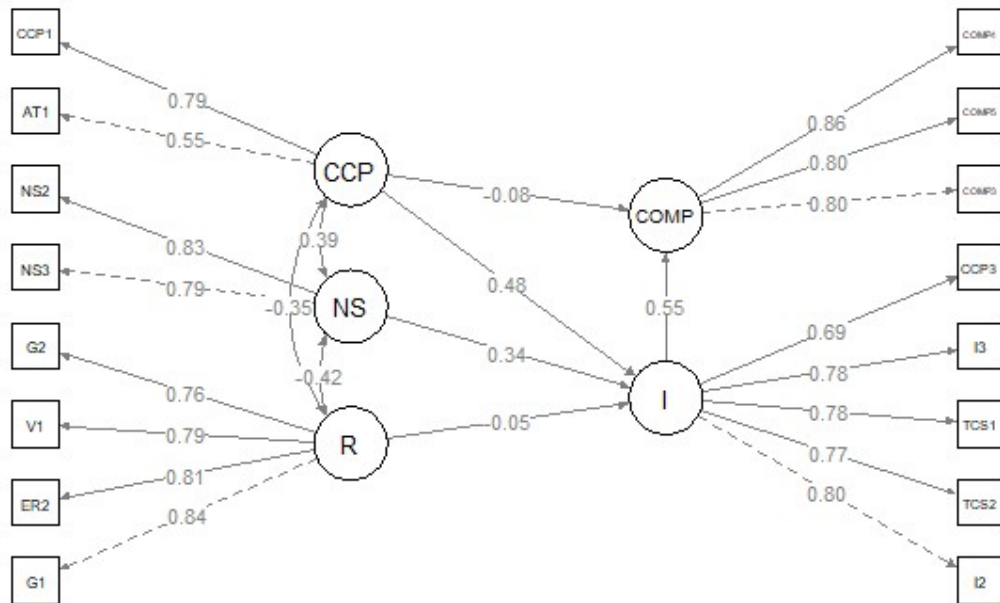 CCP1
COMP4
0.79
AT1
0.86
COMP5
0.55
CCP
0.80
NS2
-0.08
COMP
COMP3
0.80
0.39
0.83
NS3
CCP3
0.79
0.48
-0.35
NS
0.55
0.69
G2
0.34
I3
-0.42
0.78
0.76
I
V1
0.78
TCS1
0.79
R
-0.05
0.77
0.81
0.80
ER2
TCS2
0.84
G1
I2